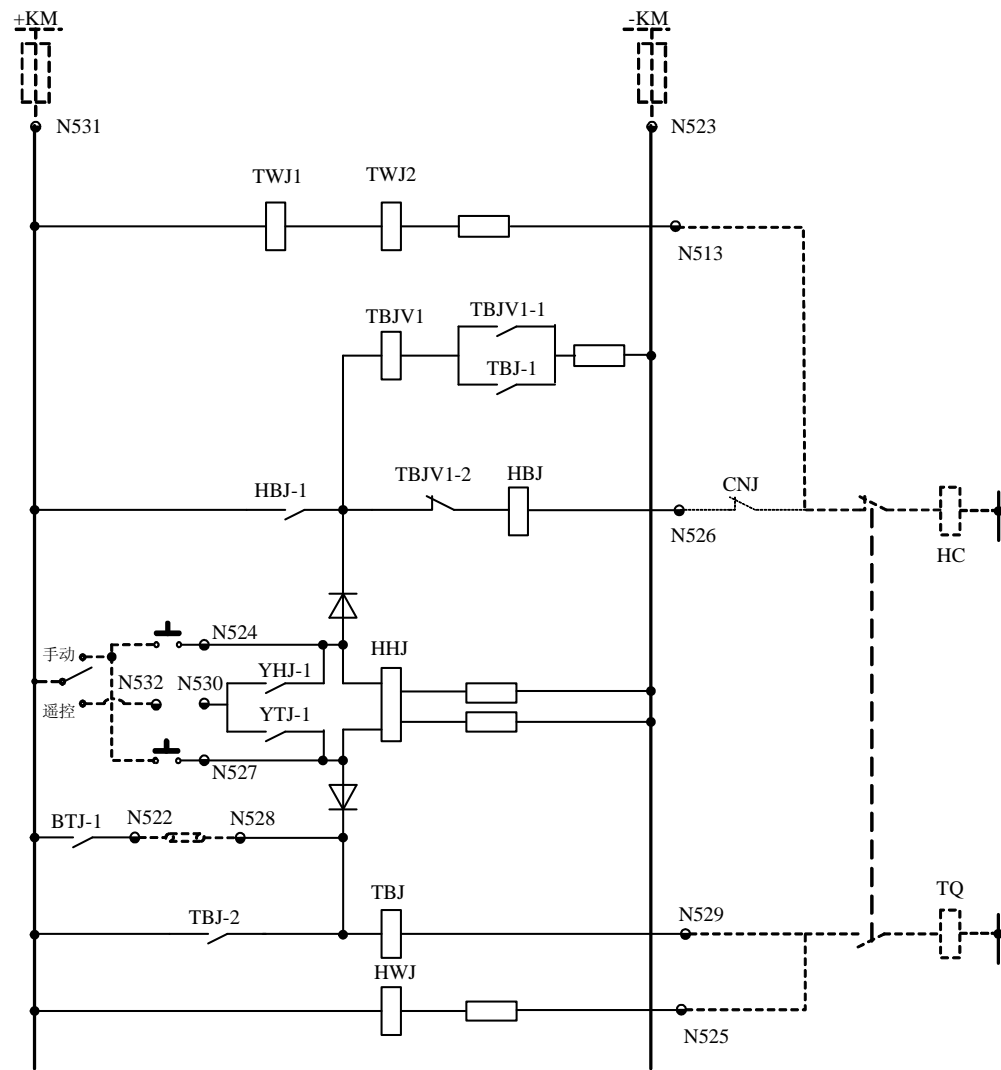 +KM
-KM
N531
N523
TWJ1
TWJ2
N513
TBJV1
TBJV1-1
TBJ-1
HBJ-1
TBJV1-2
HBJ
CNJ
N526
HC
N524
HHJ
手动
YHJ-1
N532
N530
遥控
YTJ-1
N527
BTJ-1
N522
N528
TBJ
TQ
TBJ-2
N529
HWJ
N525